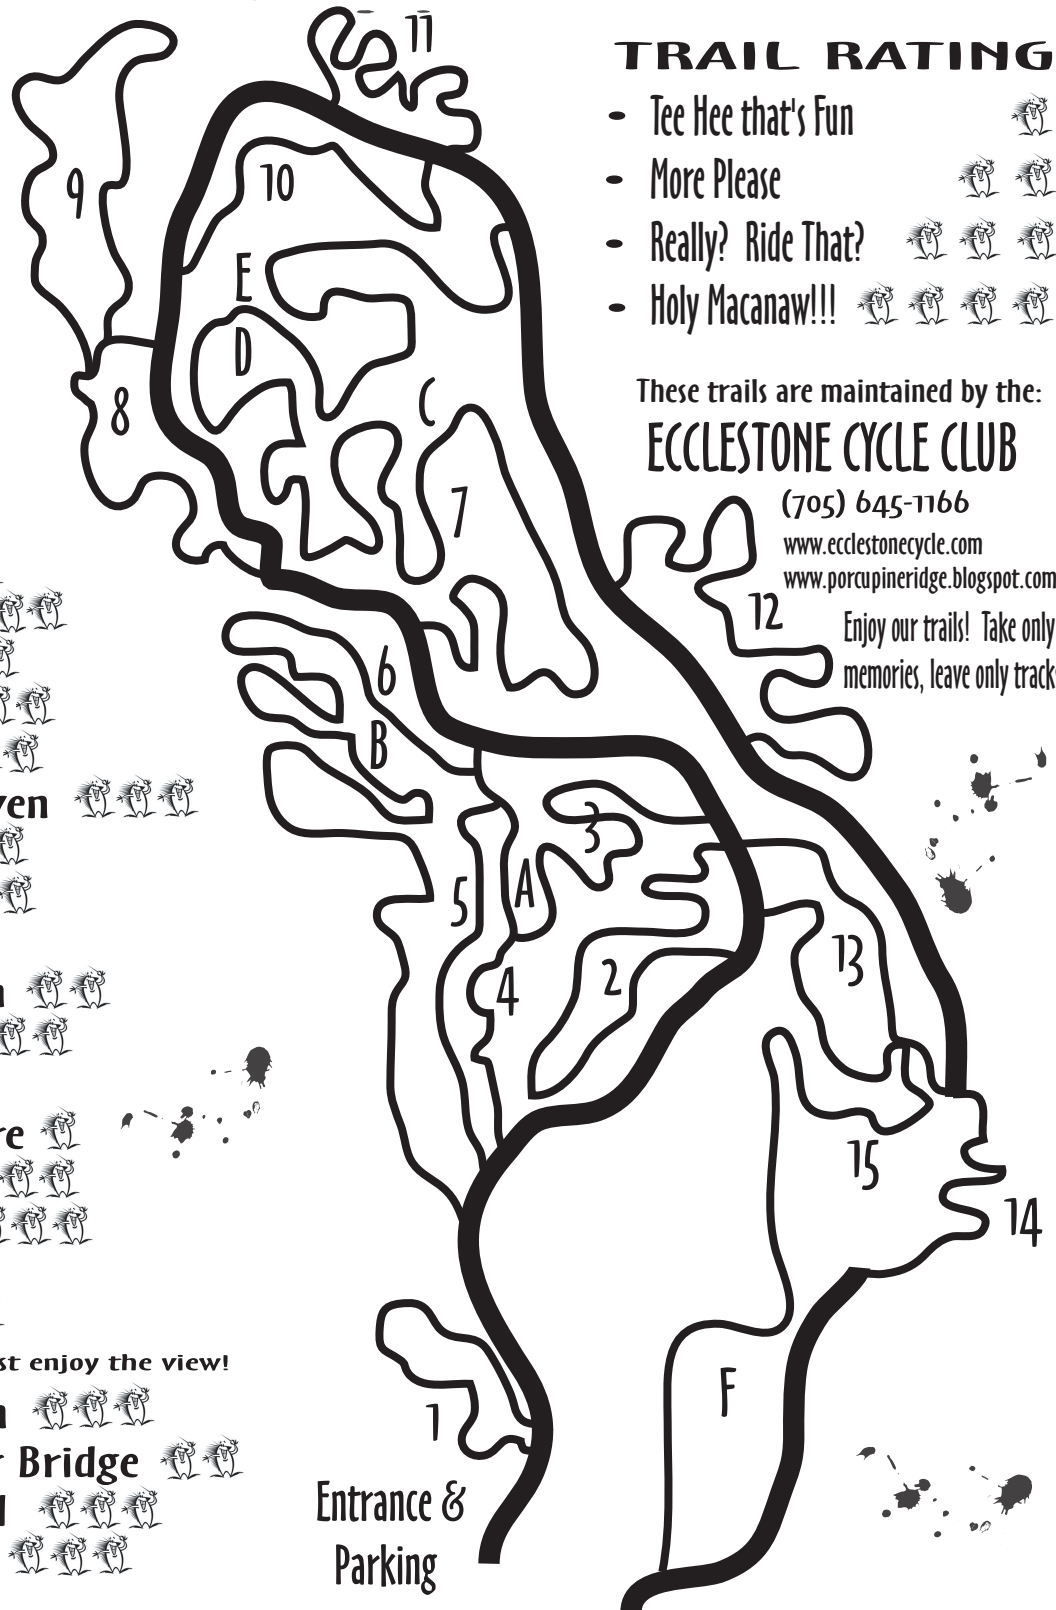 TRAIL RATING
- Tee Hee that's Fun
- More Please
- Really? Ride That?
- Holy Macanaw!!!
These trails are maintained by the:
ECCLESTONE CYCLE CLUB
(705) 645-1166
www.ecclestonecycle.com
www.porcupineridge.blogspot.com
Enjoy our trails! Take only
memories, leave only tracks
11
10
9
E
D
8
C
7
12
6
B
3
5
A
13
4
2
15
14
F
1
Entrance &
Parking
ven
n
re
st enjoy the view!
n
r Bridge
d